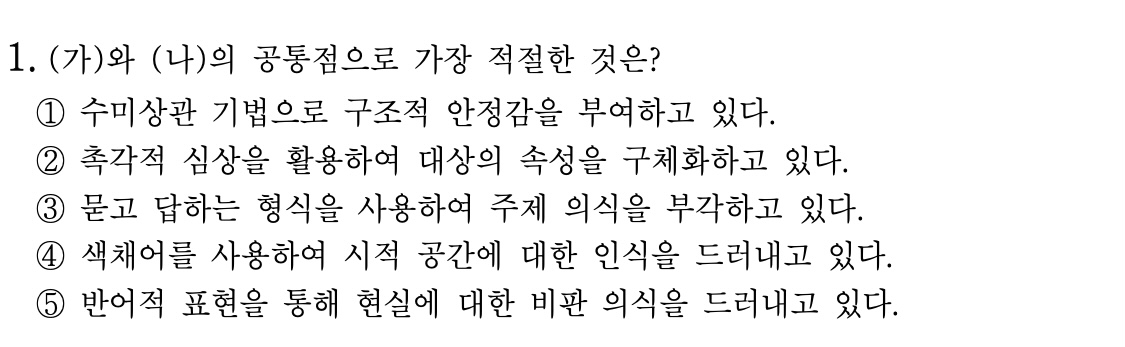 1. (가)와 (나)의 공통점으로 가장 적절한 것은?
① 수미상관 기법으로 구조적 안정감을 부여하고 있다.
② 촉각적 심상을 활용하여 대상의 속성을 구체화하고 있다.
③ 묻고 답하는 형식을 사용하여 주제 의식을 부각하고 있다.
④ 색채어를 사용하여 시적 공간에 대한 인식을 드러내고 있다.
⑤ 반어적 표현을 통해 현실에 대한 비판 의식을 드러내고 있다.